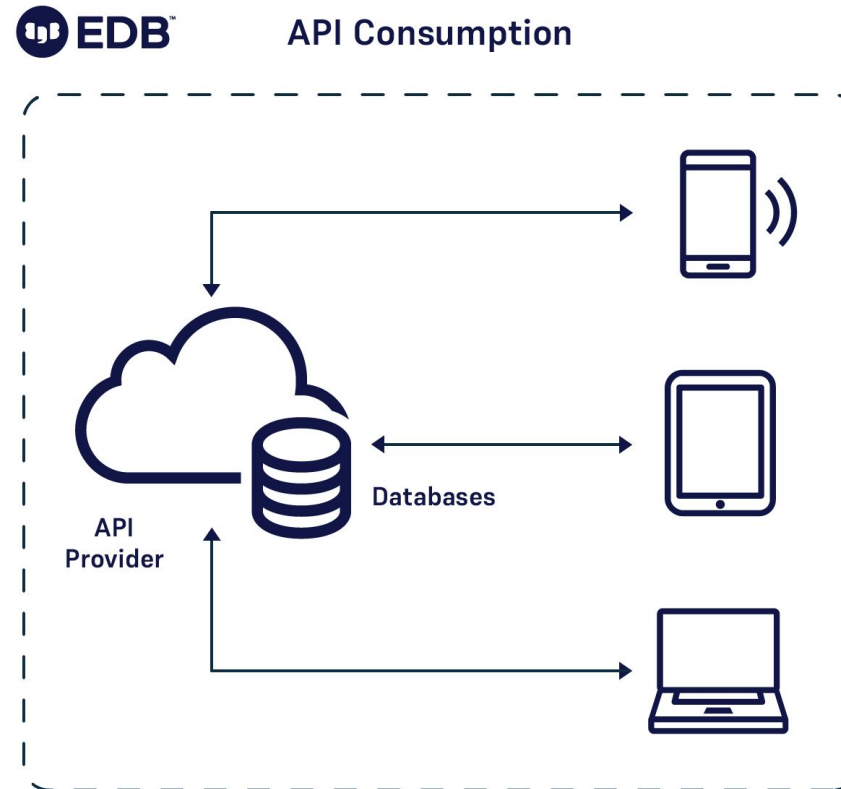 EDB™
API Consumption
Databases
API
Provider